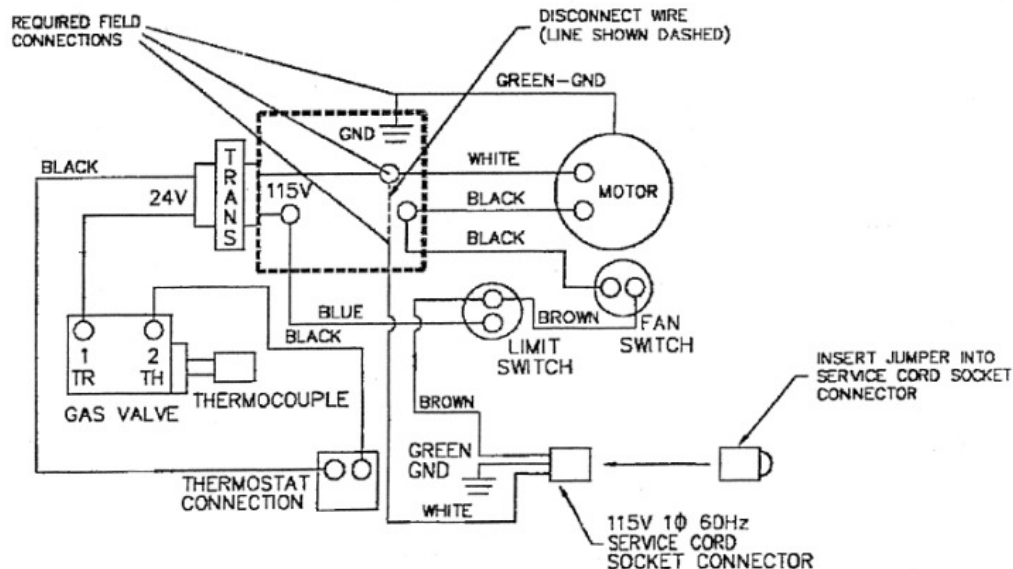 REQUIRED FIELD
CONNECTIONS
DISCONNECT WIRE
(LINE SHOWN DASHED)
GREEN-GND
GND
BLACK
TRANS
24V
115V
WHITE
BLACK
MOTOR
BLACK
BLUE
BROWN
FAN
SWITCH
LIMIT
SWITCH
BLACK
1
TR
2
TH
GAS VALVE
THERMOCOUPLE
INSERT JUMPER INTO
SERVICE CORD SOCKET
CONNECTOR
BROWN
GREEN
GND
THERMOSTAT
CONNECTION
WHITE
115V 1Φ 60Hz
SERVICE CORD
SOCKET CONNECTOR